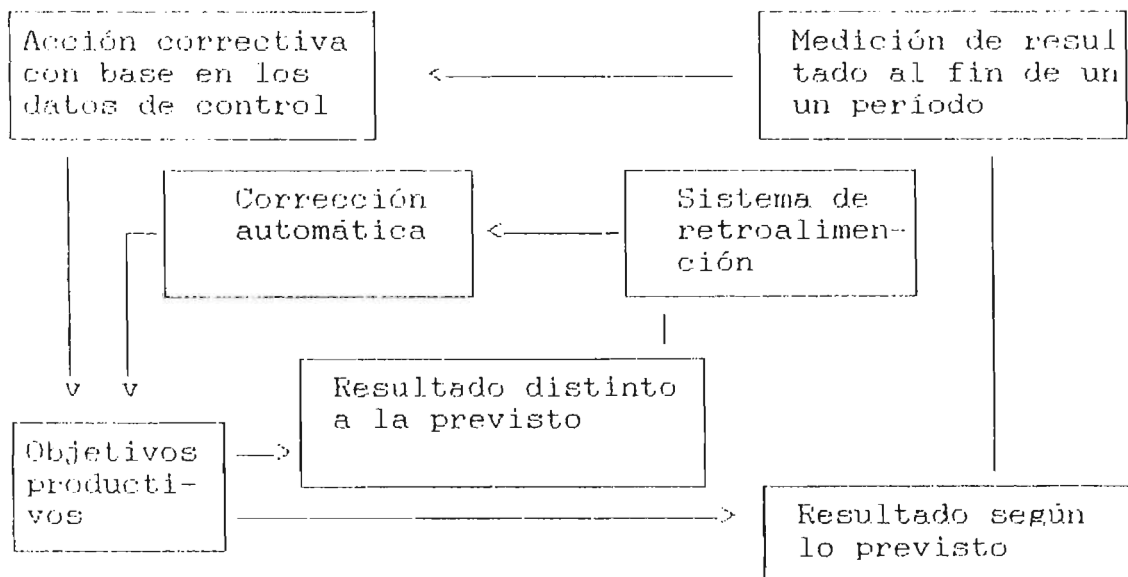 Acción correctiva
con base en los
datos de control
Medición de resul
tado al fin de un
un periodo
Corrección
automática
Sistema de
retroalimen-
ción
Resultado distinto
a la previsto
Objetivos
producti-
vos
Resultado según
lo previsto